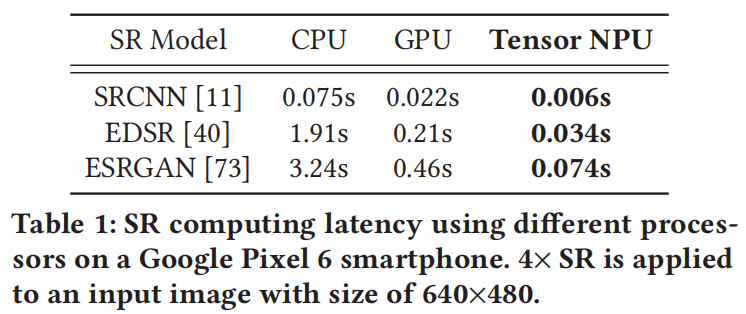 SR Model CPU GPU Tensor NPU
SRCNN [11] 0.075s 0.022s 0.006s
EDSR [40] 1.91s 0.21s 0.034s
ESRGAN [73] 3.24s 0.46s 0.074s
Table 1: SR computing latency using different proces-
sors on a Google Pixel 6 smartphone. 4× SR is applied
to an input image with size of 640×480.